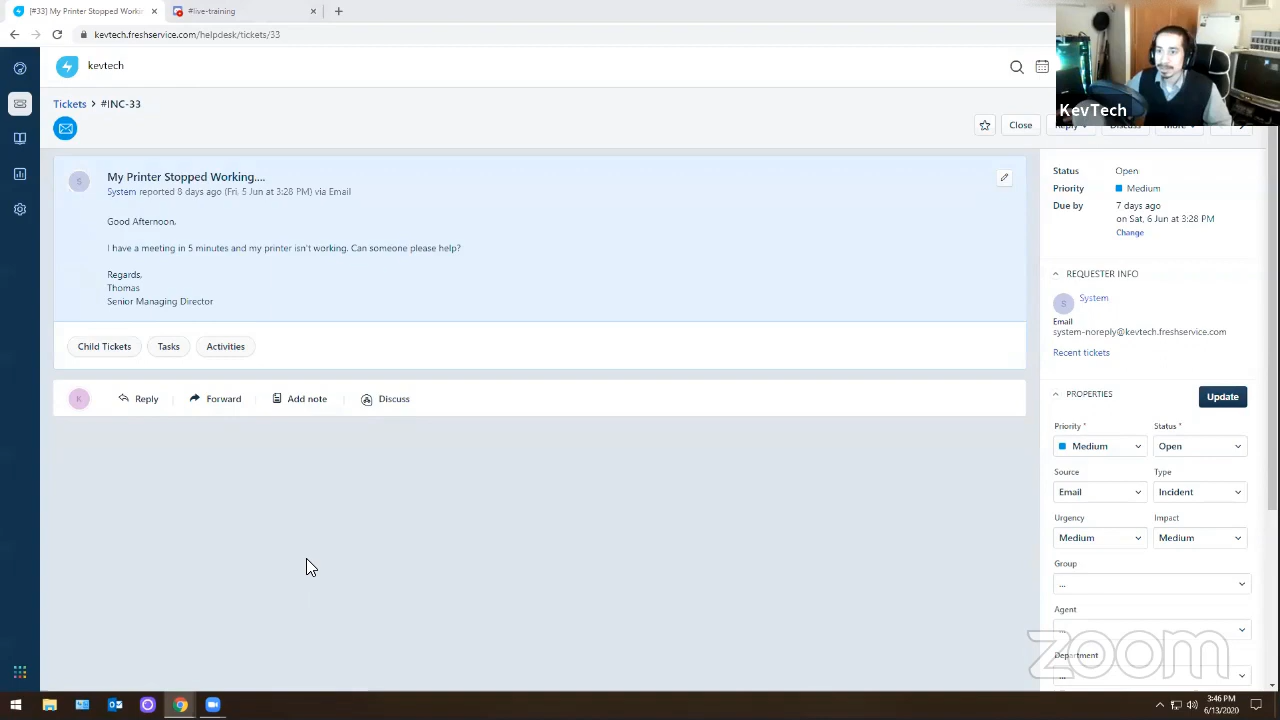 [#33] My Printer Stopped Workin
#live-training
kevtech.freshservice.com/helpdesk/tickets/33
kevtech
Tickets > #INC-33
Close
Reply
Discuss
More
KevTech
S
My Printer Stopped Working....
System reported 8 days ago (Fri, 5 Jun at 3:28 PM) via Email
Good Afternoon,
I have a meeting in 5 minutes and my printer isn't working. Can someone please help?
Regards,
Thomas
Senior Managing Director
Child Tickets
Tasks
Activities
K
Reply
Forward
Add note
Discuss
Status Open
Priority Medium
Due by 7 days ago
on Sat, 6 Jun at 3:28 PM
Change
REQUESTER INFO
S
System
Email
system-noreply@kevtech.freshservice.com
Recent tickets
PROPERTIES
Update
Priority * Status *
Medium Open
Source Type
Email Incident
Urgency Impact
Medium Medium
Group
...
Agent
...
Department
...
zoom
3:46 PM
6/13/2020